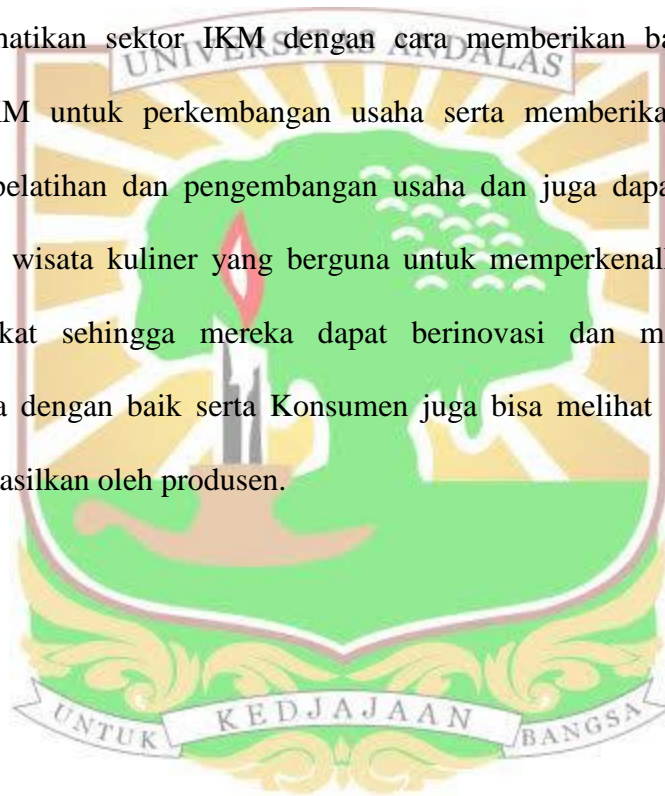 natikan sektor IKM dengan cara memberikan ba
UNIVERSITAS ANDALAS
KM untuk perkembangan usaha serta memberika
pelatihan dan pengembangan usaha dan juga dapa
wisata kuliner yang berguna untuk memperkenal
kat sehingga mereka dapat berinovasi dan m
a dengan baik serta Konsumen juga bisa melihat
asilkan oleh produsen.
UNTUK KEDJAJAAN BANGSA